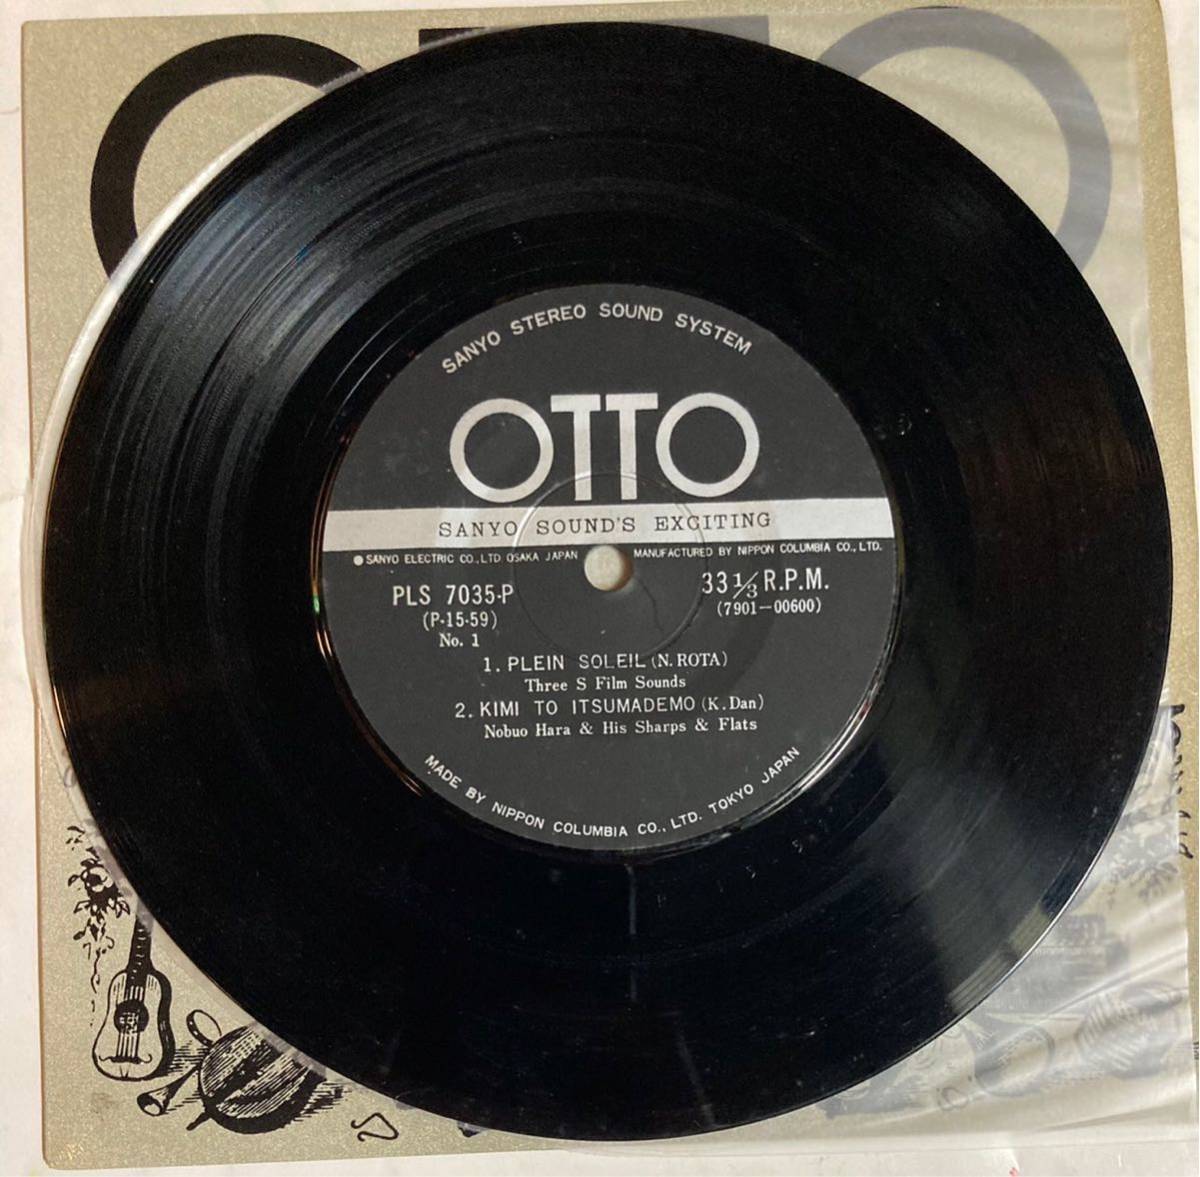 SANYO STEREO SOUND SYSTEM
OTTO
SANYO SOUND'S EXCITING
●SANYO ELECTRIC CO., LTD OSAKA JAPAN MANUFACTURED BY NIPPON COLUMBIA CO., LTD.
PLS 7035-P 33 1/3 R.P.M.
(P-15-59) (7901-00600)
No. 1
1. PLEIN SOLEIL (N. ROTA)
Three S Film Sounds
2. KIMI TO ITSUMADEMO (K. Dan)
Nobuo Hara & His Sharps & Flats
MADE BY NIPPON COLUMBIA CO., LTD. TOKYO JAPAN